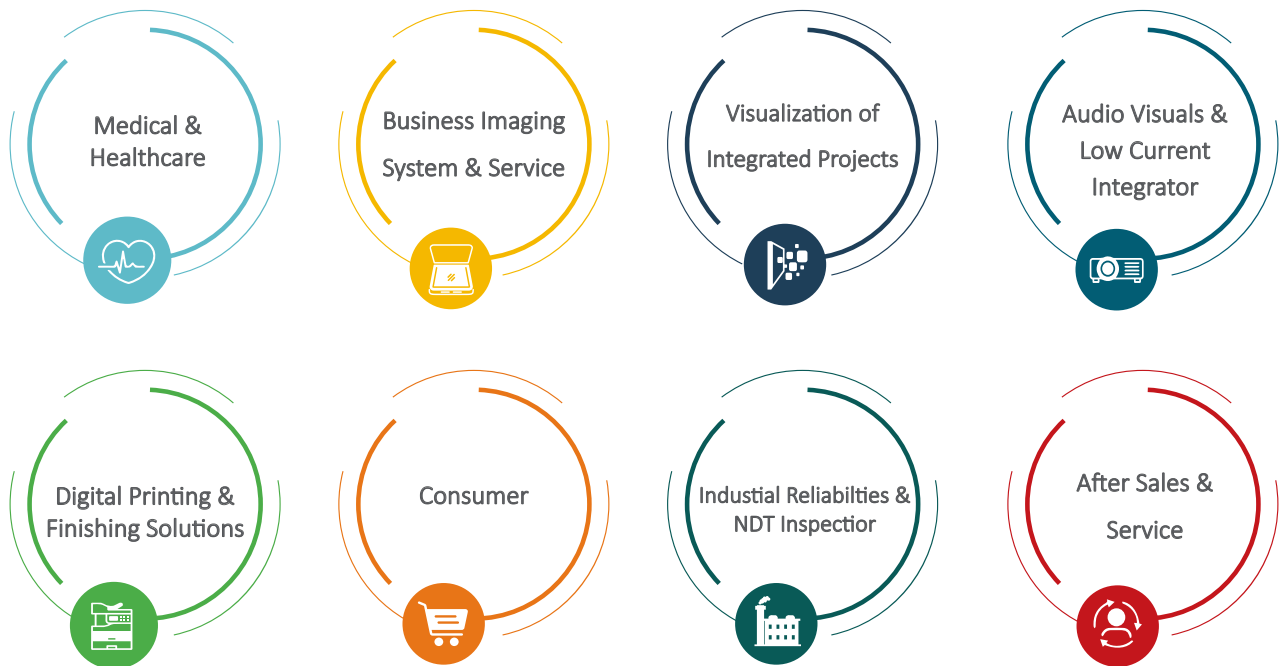 Medical &
Healthcare
Business Imaging
System & Service
Visualization of
Integrated Projects
Audio Visuals &
Low Current
Integrator
Digital Printing &
Finishing Solutions
Consumer
Industial Reliabilties &
NDT Inspectior
After Sales &
Service